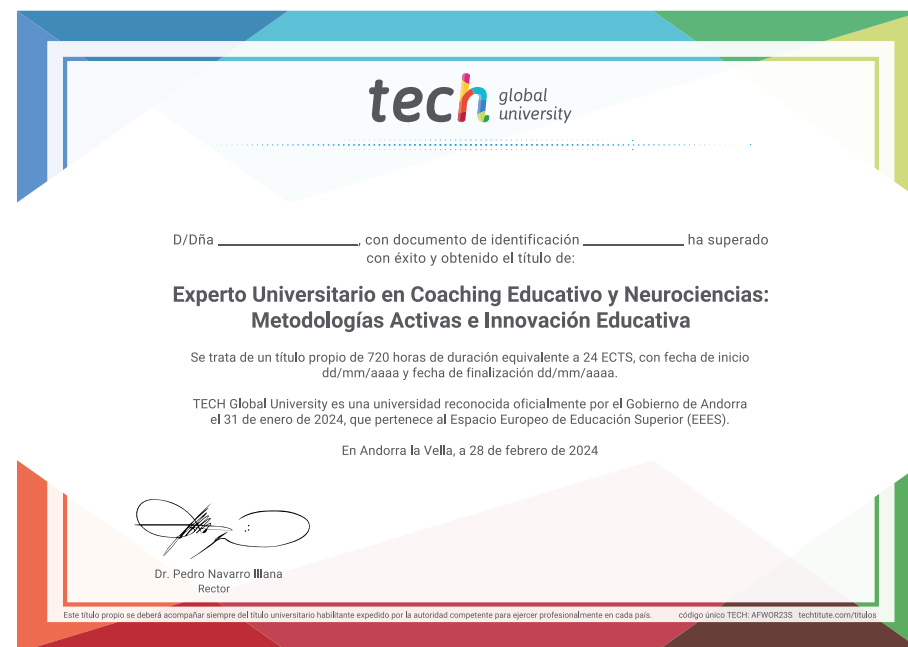 tech global university
D/Dña ____________________, con documento de identificación ______________ ha superado
con éxito y obtenido el título de:
Experto Universitario en Coaching Educativo y Neurociencias:
Metodologías Activas e Innovación Educativa
Se trata de un título propio de 720 horas de duración equivalente a 24 ECTS, con fecha de inicio
dd/mm/aaaa y fecha de finalización dd/mm/aaaa.
TECH Global University es una universidad reconocida oficialmente por el Gobierno de Andorra
el 31 de enero de 2024, que pertenece al Espacio Europeo de Educación Superior (EEES).
En Andorra la Vella, a 28 de febrero de 2024
Dr. Pedro Navarro Illana
Rector
Este título propio se deberá acompañar siempre del título universitario habilitante expedido por la autoridad competente para ejercer profesionalmente en cada país. código único TECH: AFWOR23S techtitute.com/titulos